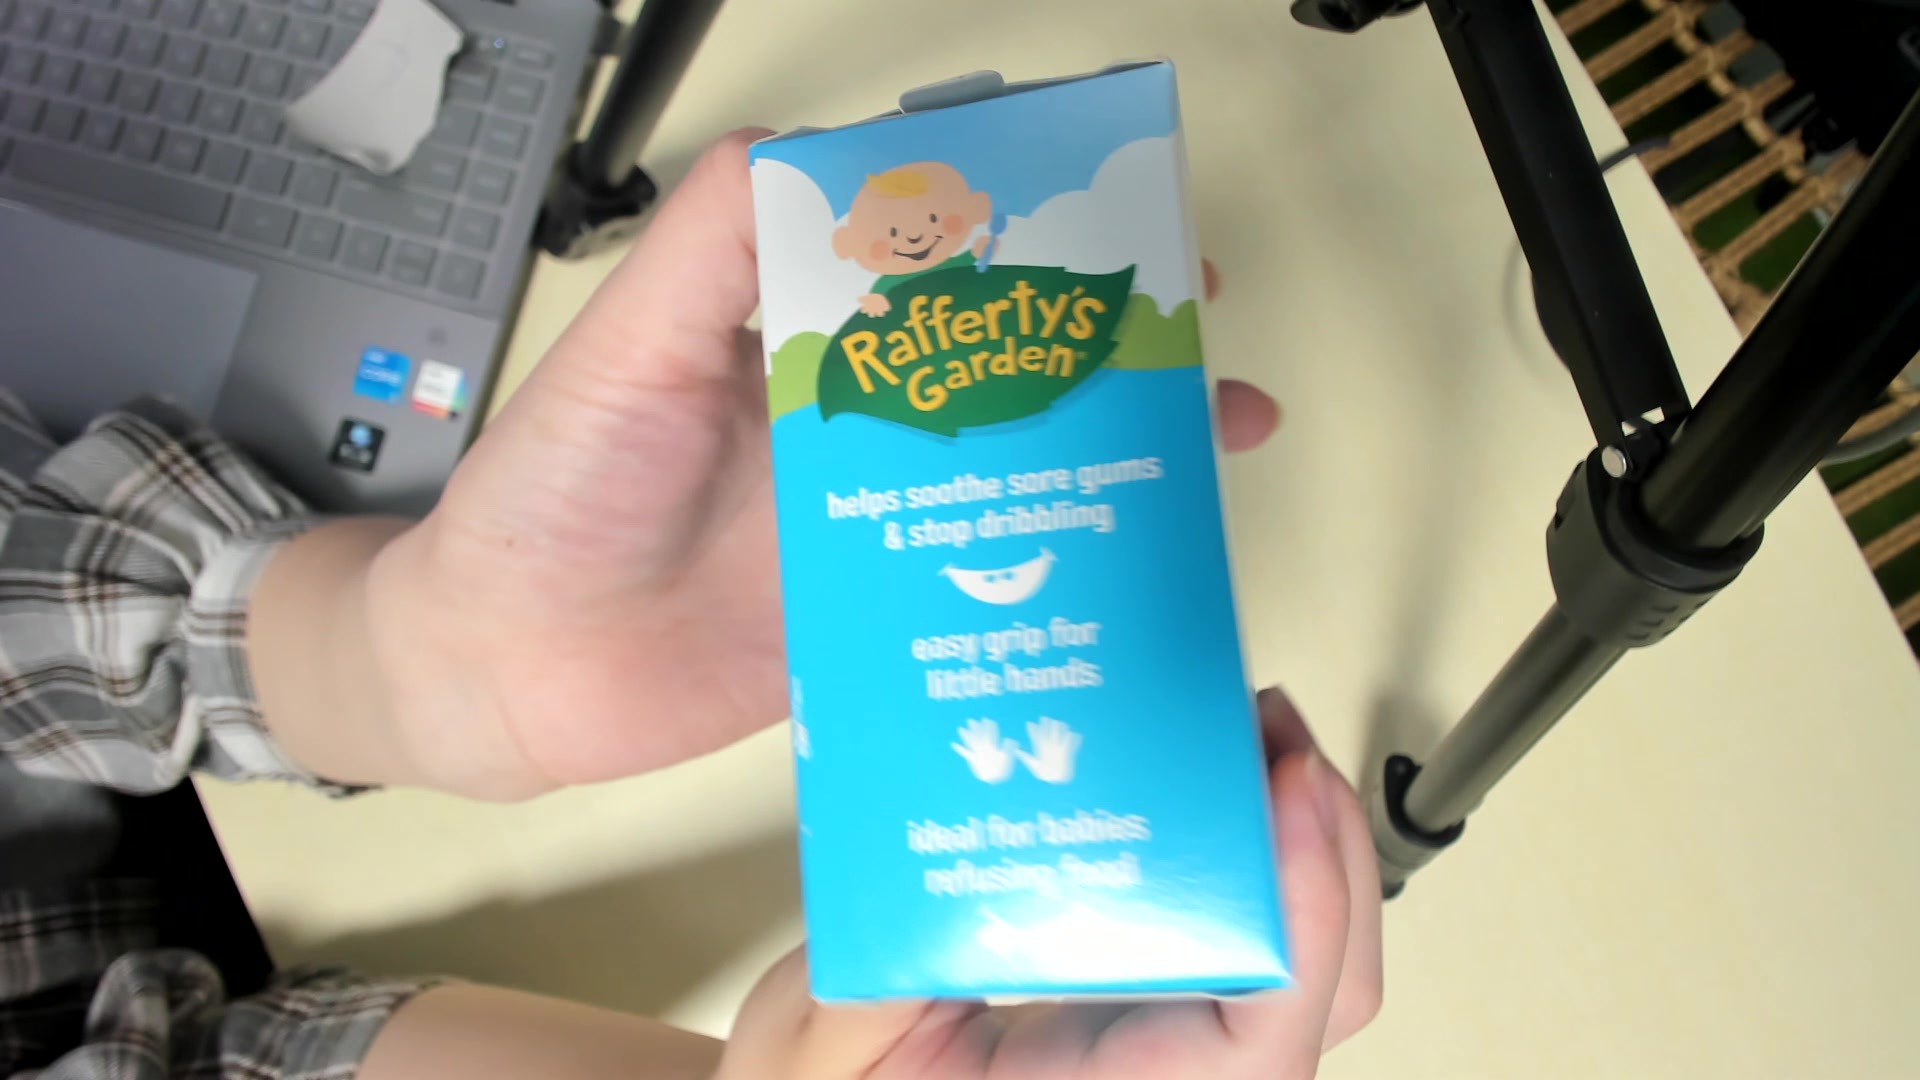 Rafferty's
Garden
helps soothe sore gums
& stop dribbling
easy grip for
little hands
ideal for babies
refusing food